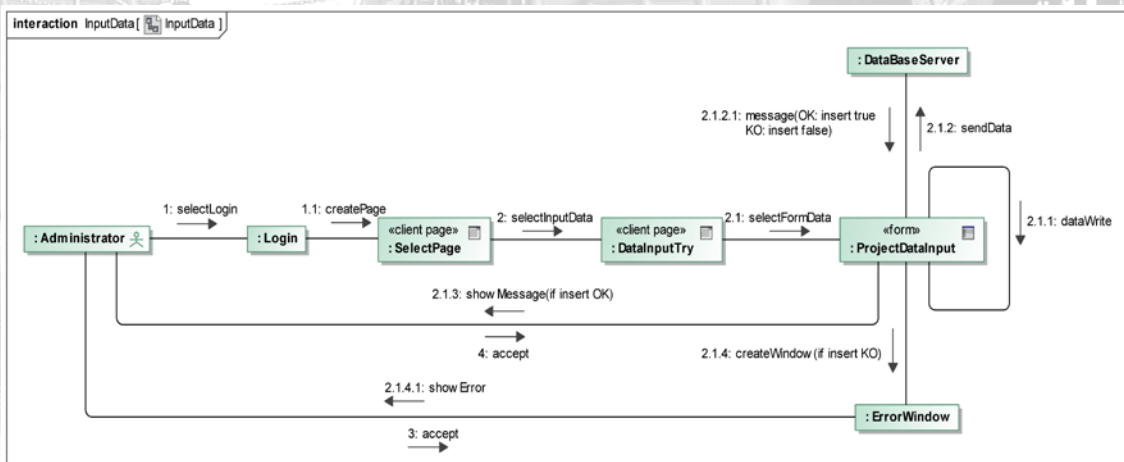 interaction InputData[ InputData ]
: DataBaseServer
2.1.2.1: message(OK: insert true
KO: insert false)
2.1.2: sendData
1: selectLogin
1.1: createPage
2: selectInputData
2.1: selectFormData
2.1.1: dataWrite
: Administrator
: Login
«client page»
: SelectPage
«client page»
: DataInputTry
«form»
: ProjectDataInput
2.1.3: show Message(if insert OK)
4: accept
2.1.4: createWindow (if insert KO)
2.1.4.1: show Error
3: accept
: ErrorWindow